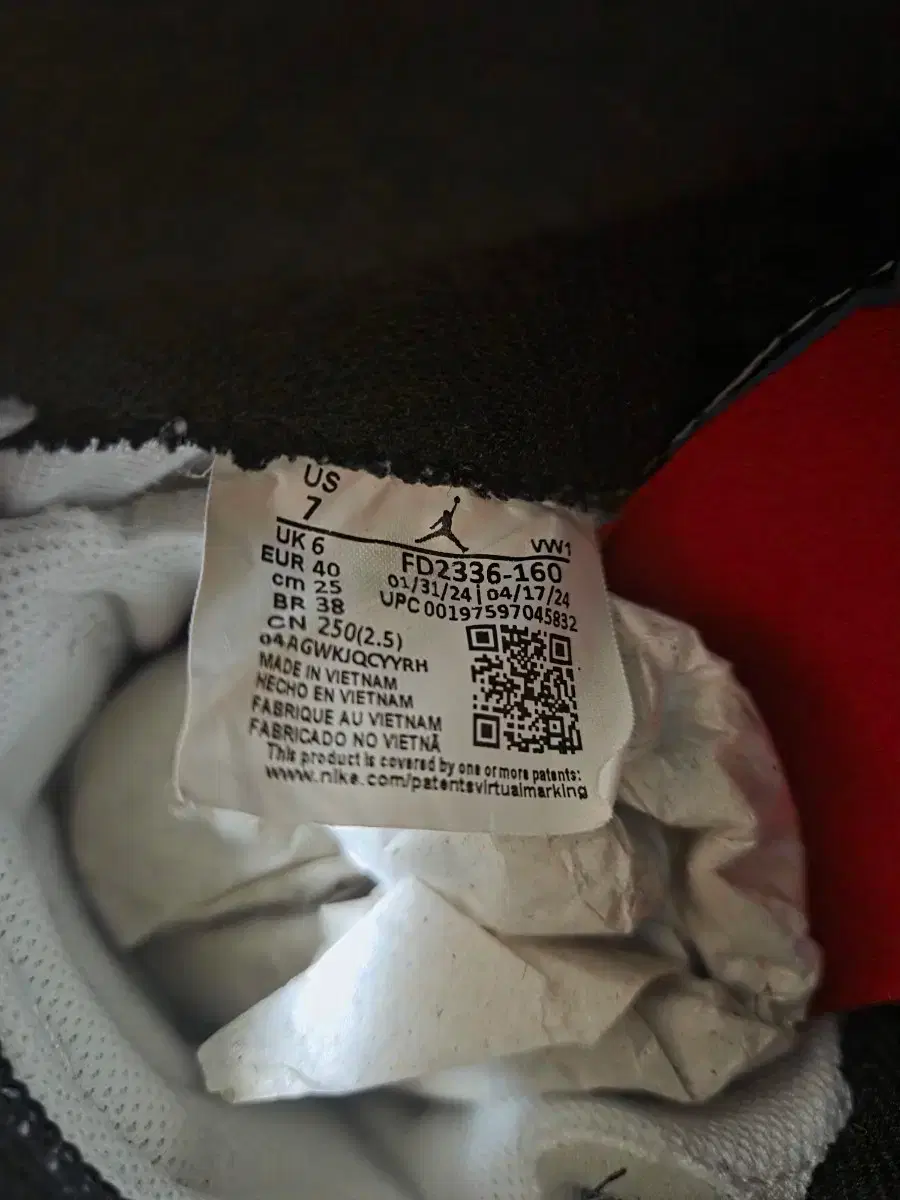 US
7
VW1
UK 6
FD2336-160
EUR 40
01/31/24 | 04/17/24
cm 25
UPC 00197597045832
BR 38
CN 250(2.5)
04AGWKJQCYYRH
MADE IN VIETNAM
HECHO EN VIETNAM
FABRIQUE AU VIETNAM
FABRICADO NO VIETNÃ
This product is covered by one or more patents:
www.nike.com/patentsvirtualmarking